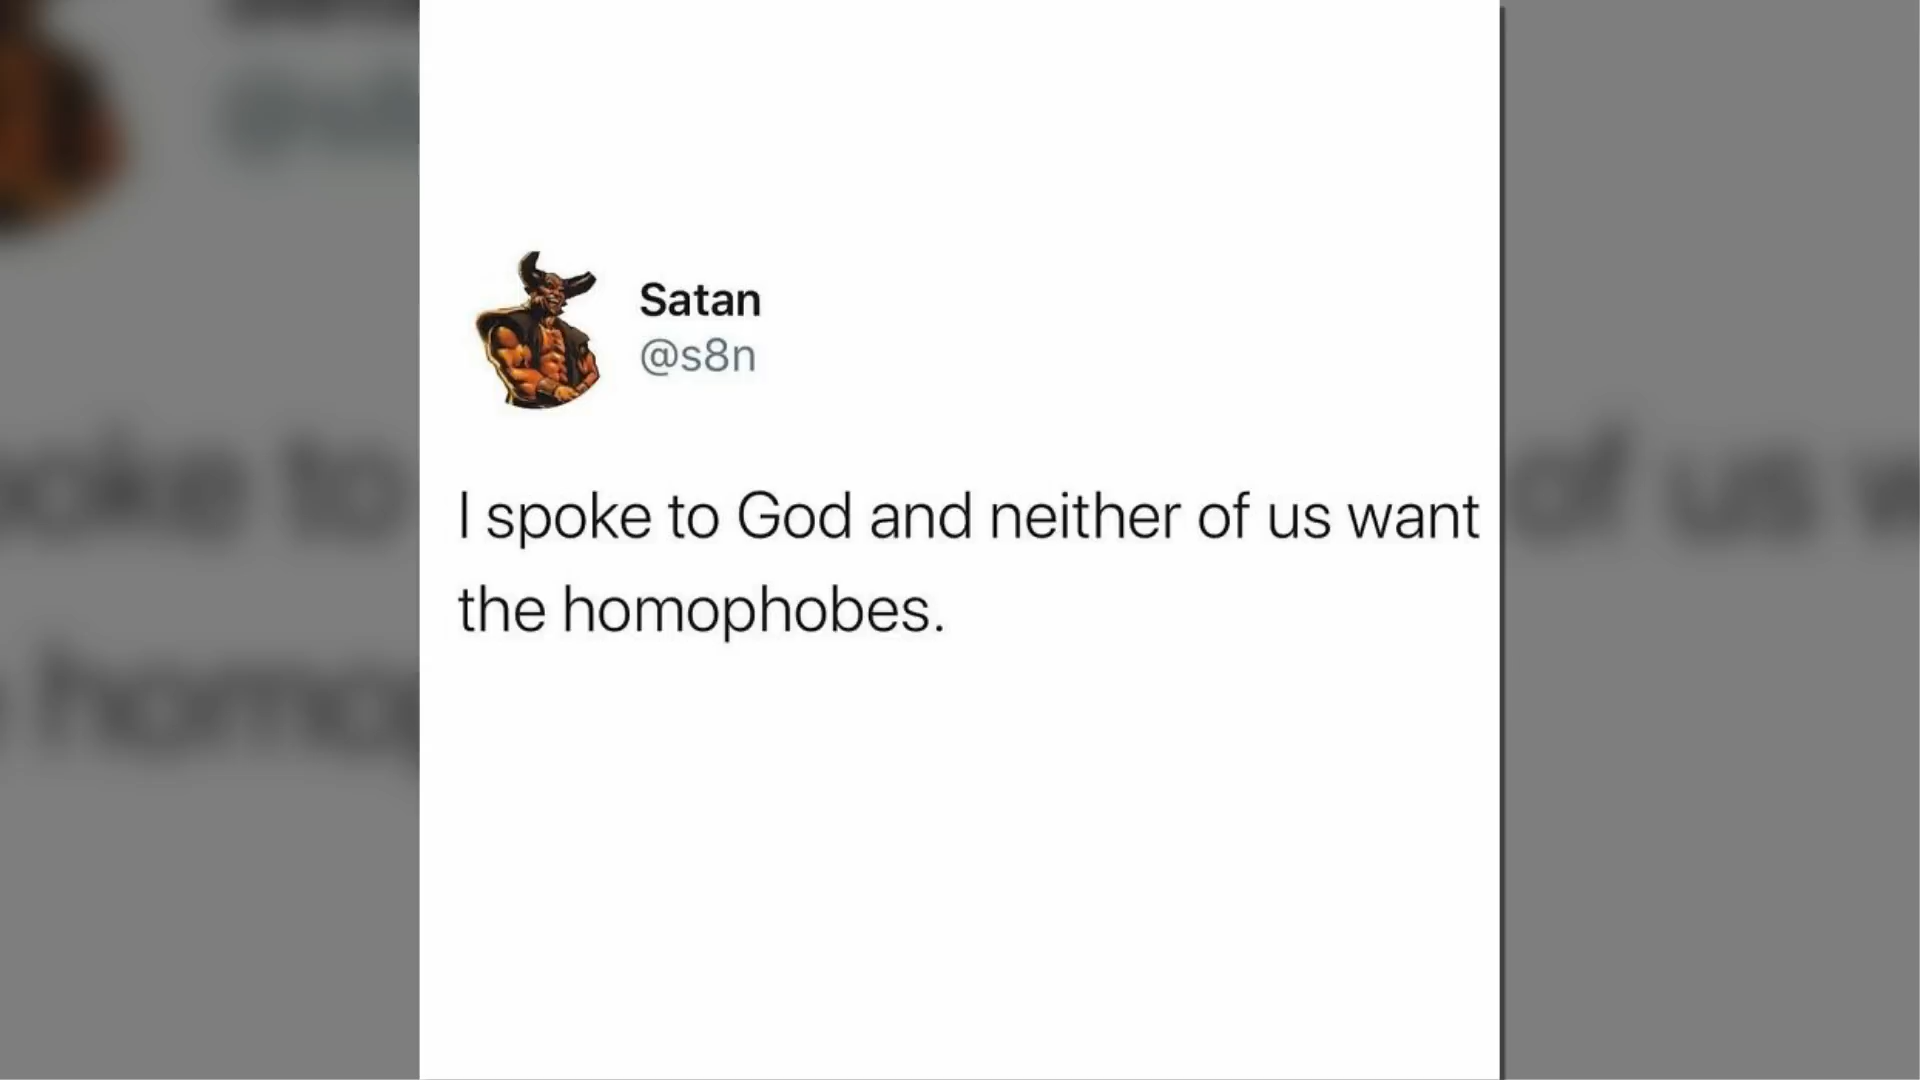 Satan
@s8n
I spoke to God and neither of us want
the homophobes.